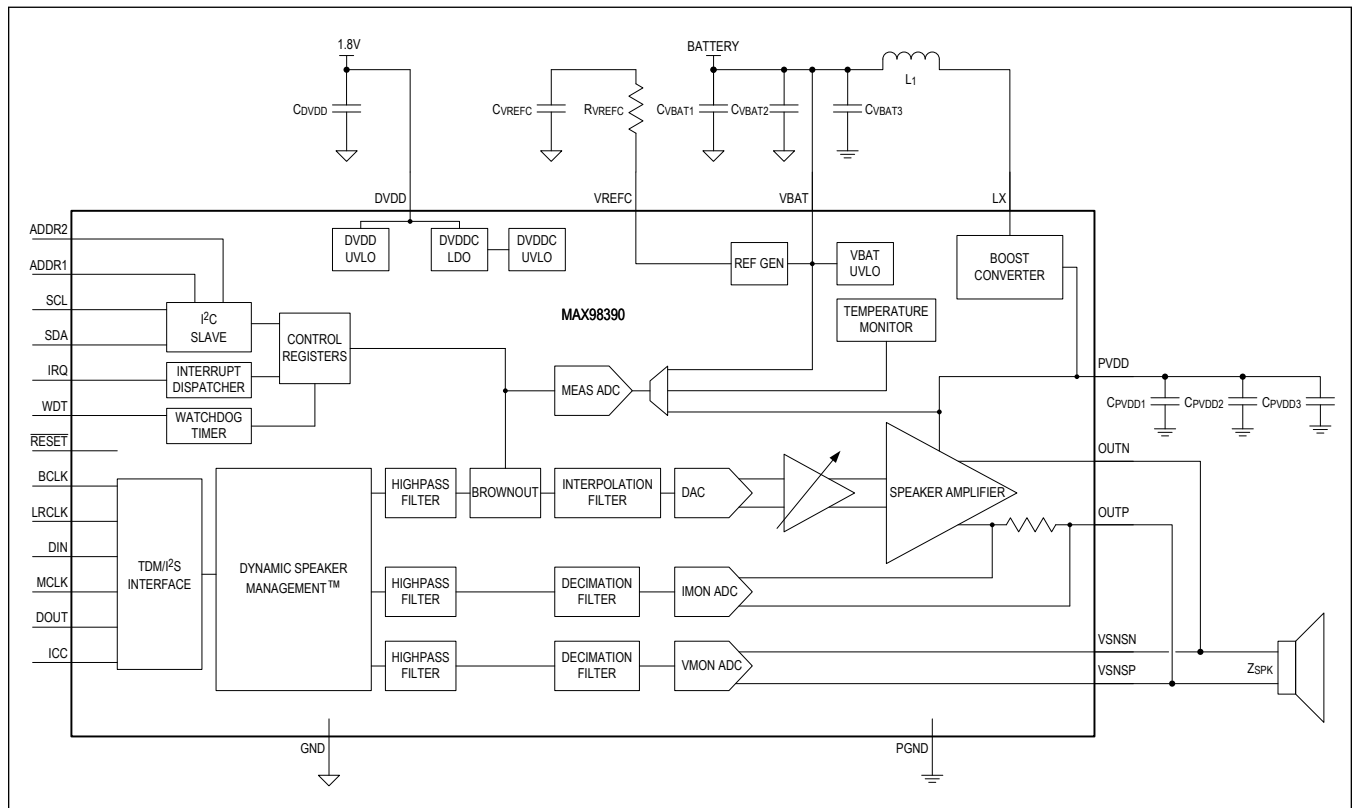 1.8V
BATTERY
L1
CDVDD
CVREFC
RVREFC
CVBAT1
CVBAT2
CVBAT3
DVDD
VREFC
VBAT
LX
ADDR2
ADDR1
SCL
SDA
IRQ
WDT
RESET
BCLK
LRCLK
DIN
MCLK
DOUT
ICC
DVDD
UVLO
DVDDC
LDO
DVDDC
UVLO
REF GEN
VBAT
UVLO
BOOST
CONVERTER
MAX98390
TEMPERATURE
MONITOR
I2C
SLAVE
CONTROL
REGISTERS
INTERRUPT
DISPATCHER
WATCHDOG
TIMER
MEAS ADC
PVDD
CPVDD1
CPVDD2
CPVDD3
TDM/I2S
INTERFACE
DYNAMIC SPEAKER
MANAGEMENT™
HIGHPASS
FILTER
BROWNOUT
INTERPOLATION
FILTER
DAC
SPEAKER AMPLIFIER
OUTN
OUTP
HIGHPASS
FILTER
DECIMATION
FILTER
IMON ADC
HIGHPASS
FILTER
DECIMATION
FILTER
VMON ADC
VSNSN
VSNSP
ZSPK
GND
PGND